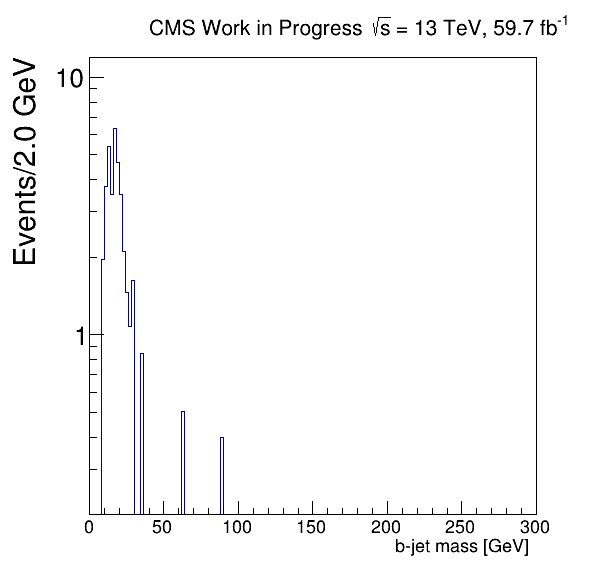 CMS Work in Progress √s = 13 TeV, 59.7 fb⁻¹
Events/2.0 GeV
10
1
0 50 100 150 200 250 300
b-jet mass [GeV]